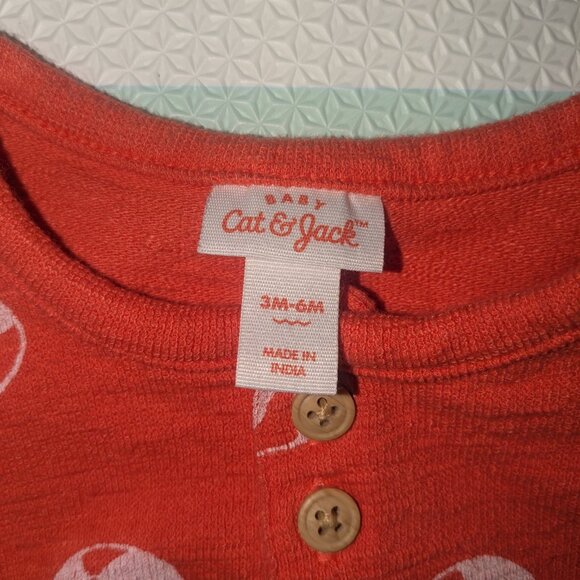 BABY
Cat & Jack™
3M-6M
MADE IN
INDIA